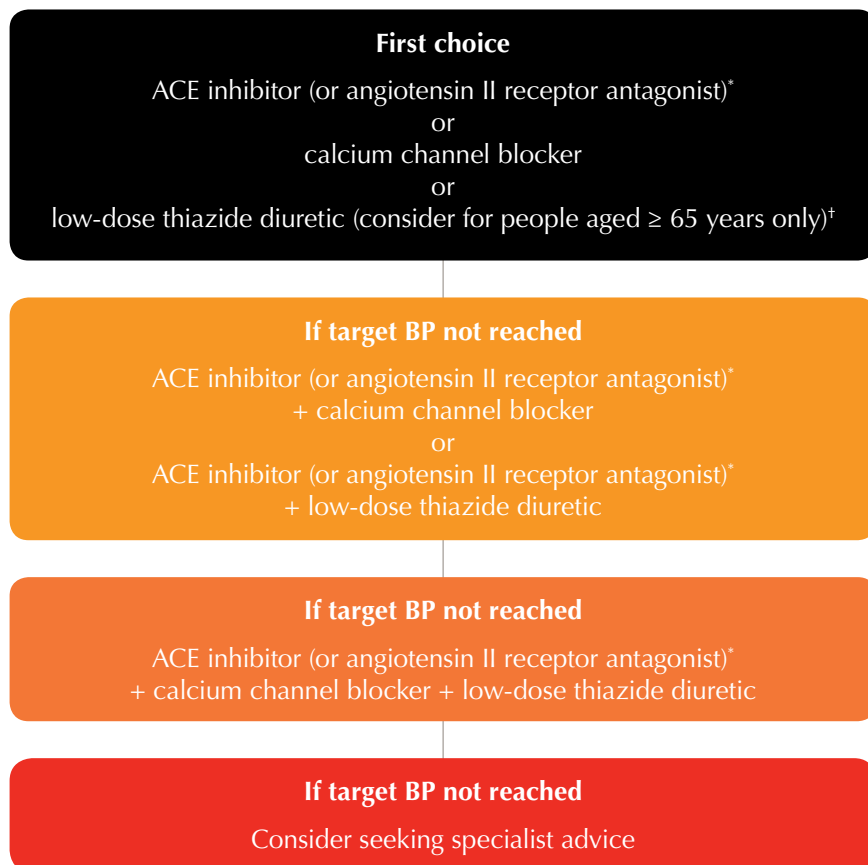 First choice
ACE inhibitor (or angiotensin II receptor antagonist)*
or
calcium channel blocker
or
low-dose thiazide diuretic (consider for people aged ≥ 65 years only)†
If target BP not reached
ACE inhibitor (or angiotensin II receptor antagonist)*
+ calcium channel blocker
or
ACE inhibitor (or angiotensin II receptor antagonist)*
+ low-dose thiazide diuretic
If target BP not reached
ACE inhibitor (or angiotensin II receptor antagonist)*
+ calcium channel blocker + low-dose thiazide diuretic
If target BP not reached
Consider seeking specialist advice